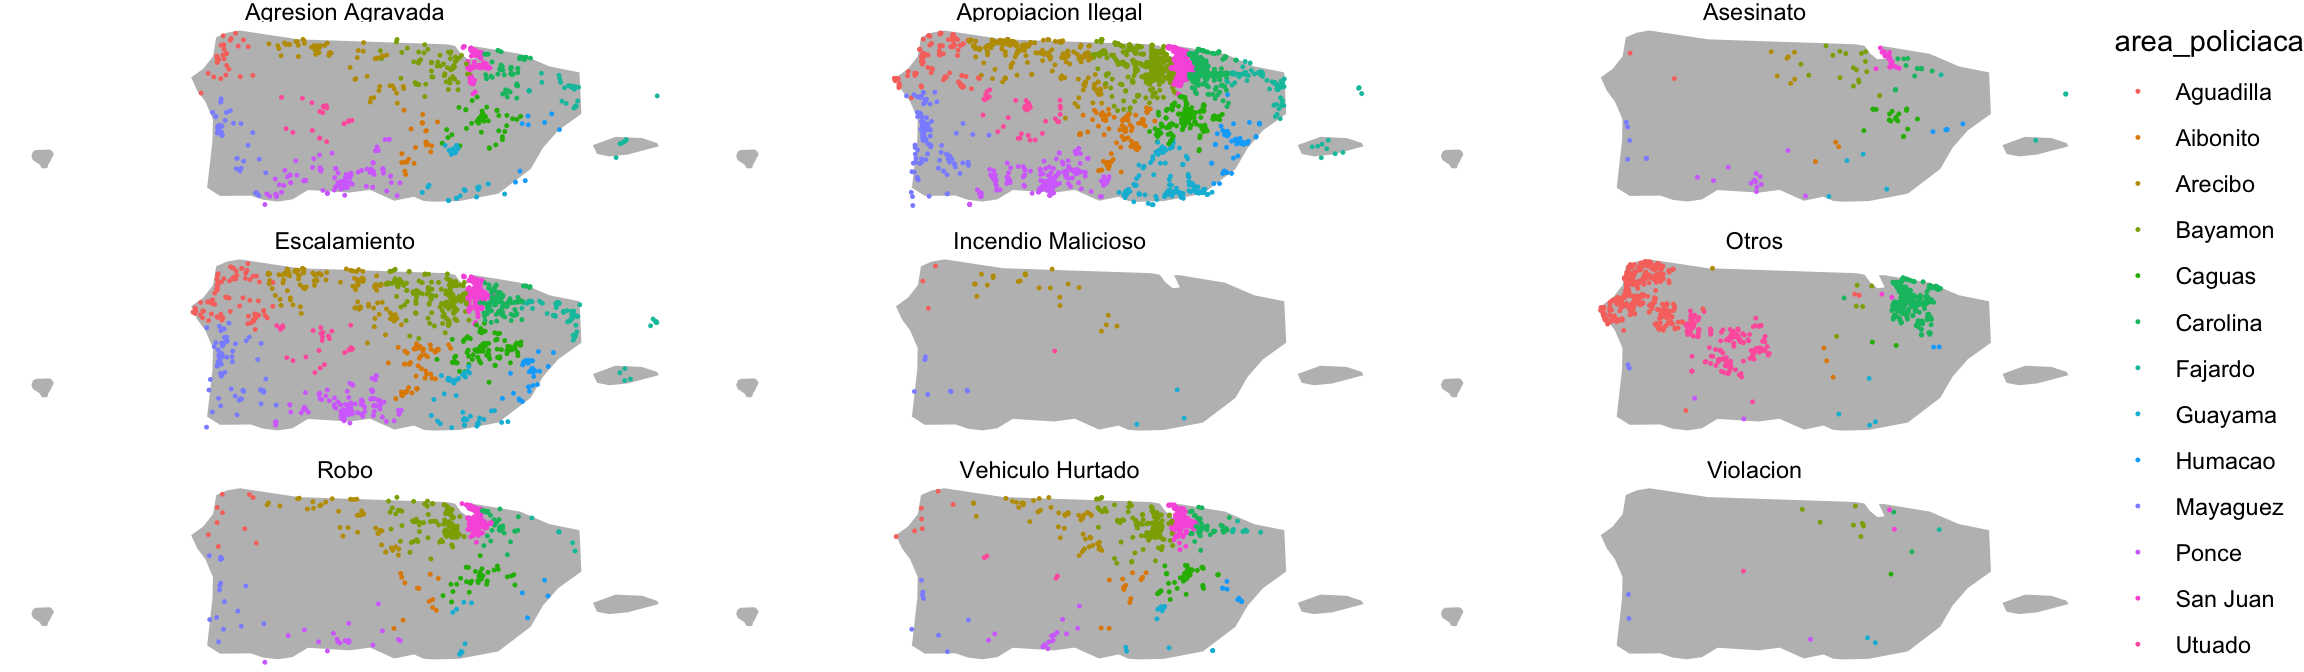 Agresion Agravada
Apropiacion Ilegal
Asesinato
Escalamiento
Incendio Malicioso
Otros
Robo
Vehiculo Hurtado
Violacion
area_policiaca
Aguadilla
Aibonito
Arecibo
Bayamon
Caguas
Carolina
Fajardo
Guayama
Humacao
Mayaguez
Ponce
San Juan
Utuado